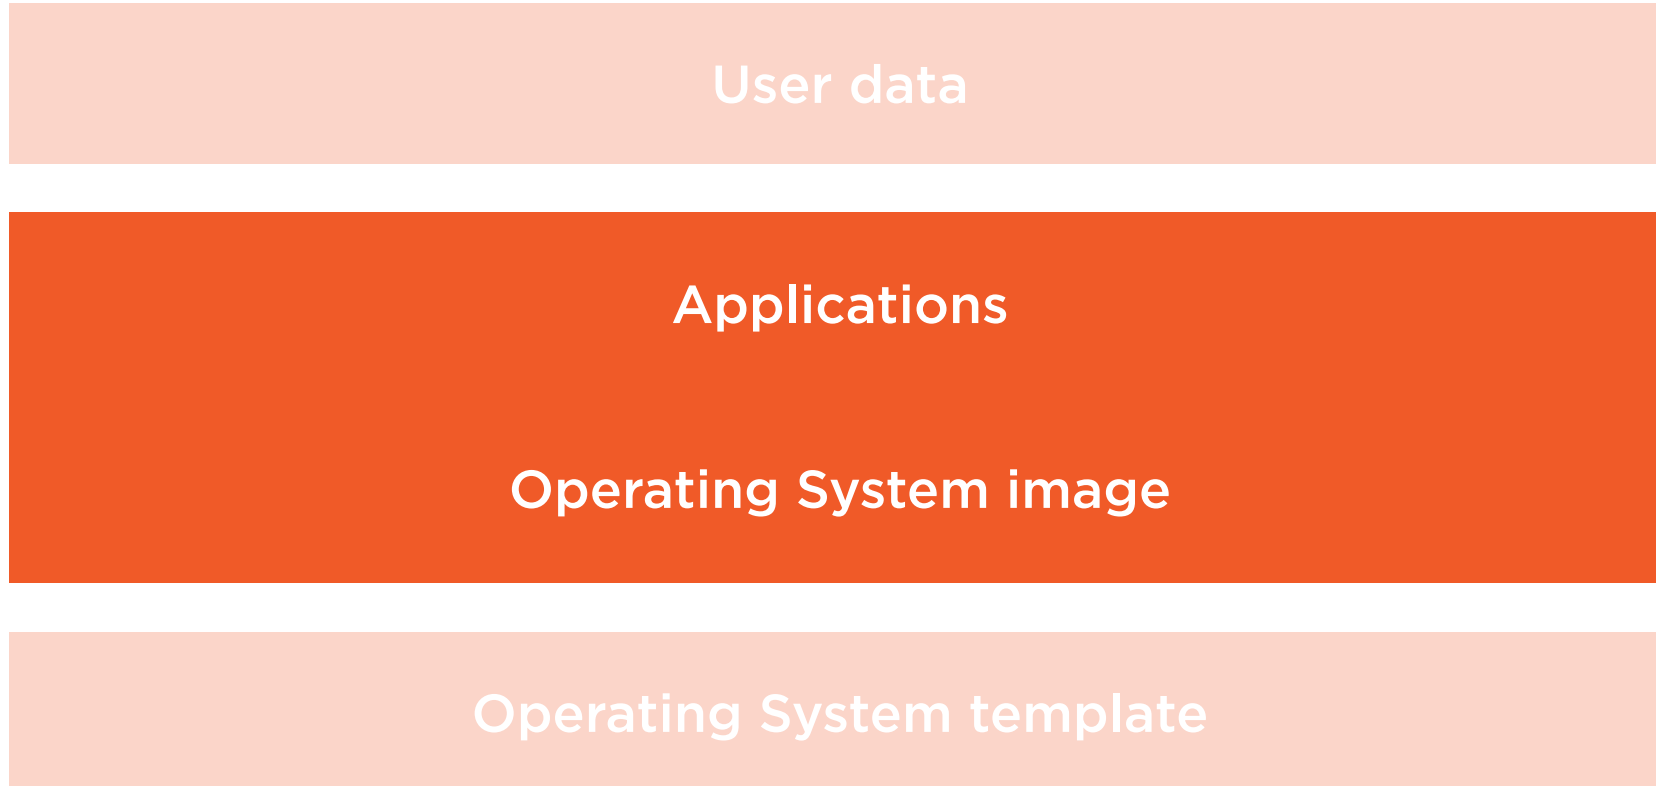 User data
Applications
Operating System image
Operating System template